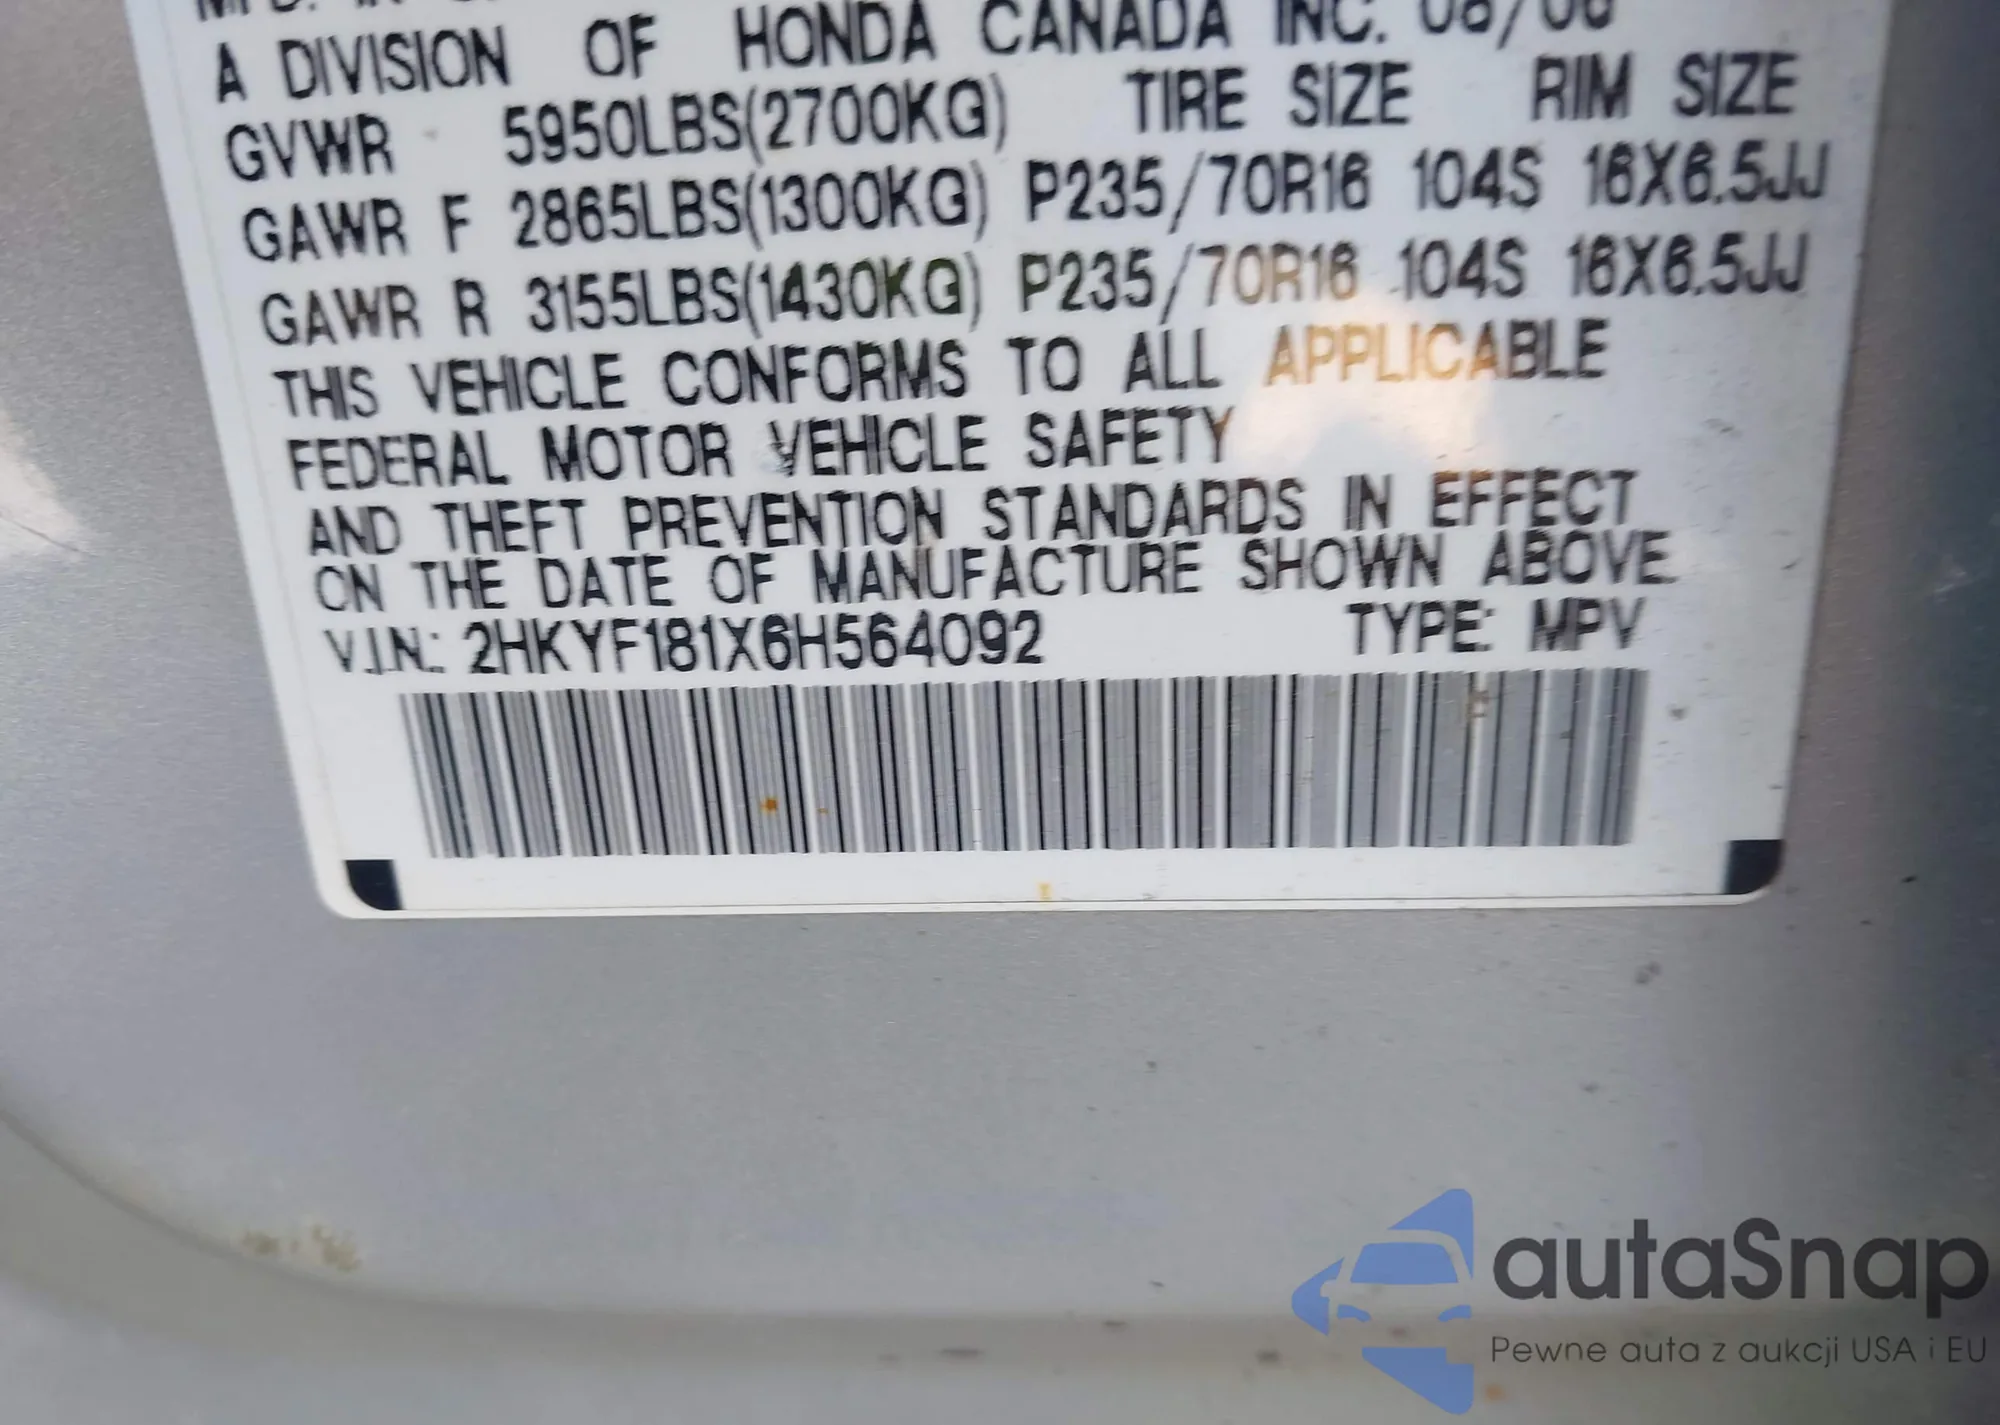 A DIVISION OF HONDA CANADA INC. 06/06
GVWR 5950LBS(2700KG) TIRE SIZE RIM SIZE
GAWR F 2865LBS(1300KG) P235/70R16 104S 16X6.5JJ
GAWR R 3155LBS(1430KG) P235/70R16 104S 16X6.5JJ
THIS VEHICLE CONFORMS TO ALL APPLICABLE
FEDERAL MOTOR VEHICLE SAFETY
AND THEFT PREVENTION STANDARDS IN EFFECT
ON THE DATE OF MANUFACTURE SHOWN ABOVE.
V.I.N.: 2HKYF181X6H564092 TYPE: MPV
autaSnap
Pewne auta z aukcji USA i EU